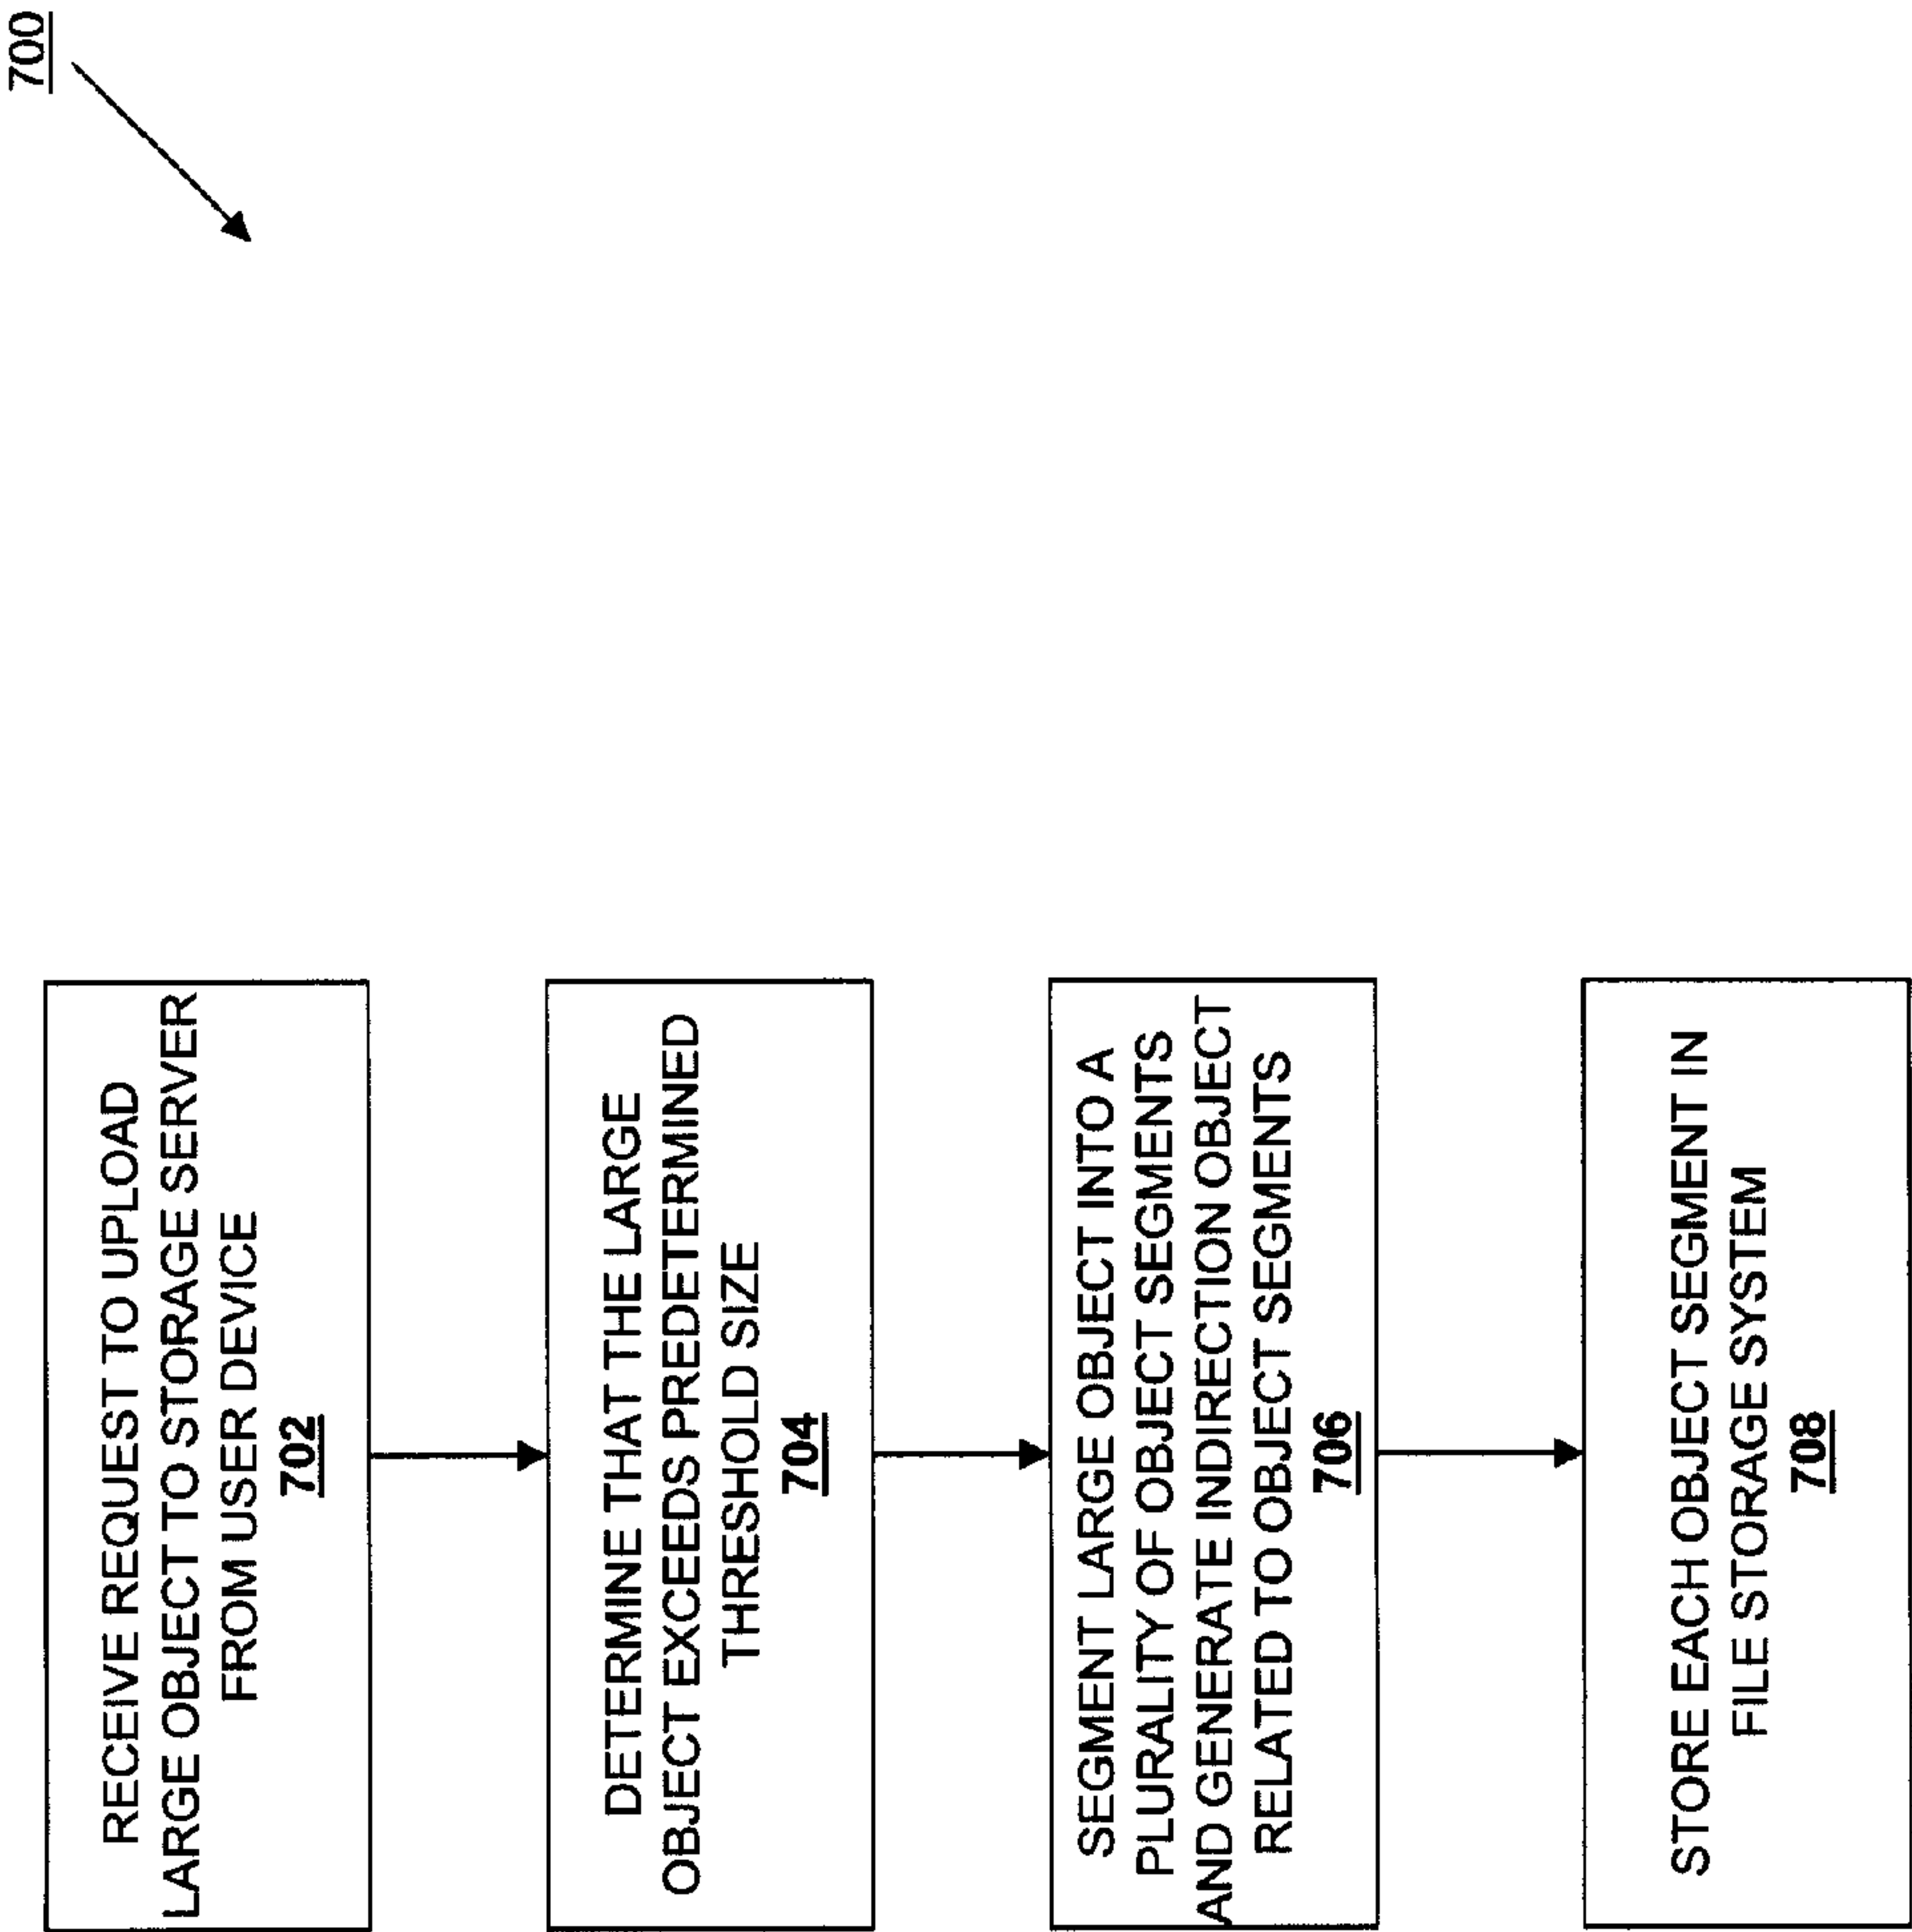 700
RECEIVE REQUEST TO UPLOAD
LARGE OBJECT TO STORAGE SERVER
FROM USER DEVICE
702
DETERMINE THAT THE LARGE
OBJECT EXCEEDS PREDETERMINED
THRESHOLD SIZE
704
SEGMENT LARGE OBJECT INTO A
PLURALITY OF OBJECT SEGMENTS
AND GENERATE INDIRECTION OBJECT
RELATED TO OBJECT SEGMENTS
706
STORE EACH OBJECT SEGMENT IN
FILE STORAGE SYSTEM
708